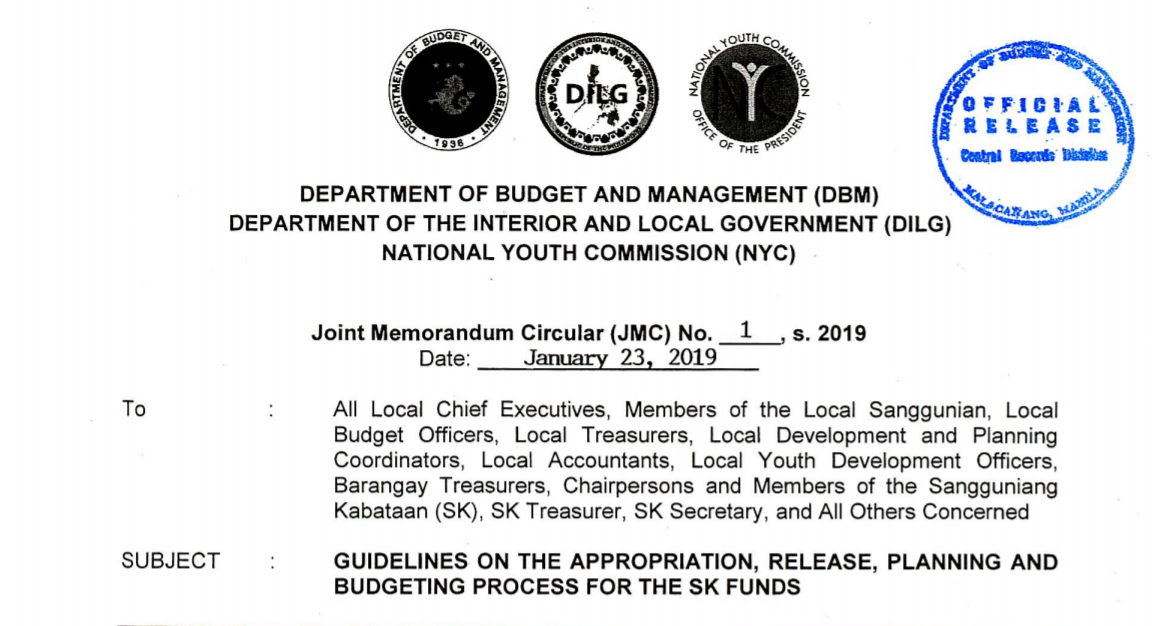 DEPARTMENT OF BUDGET AND MANAGEMENT
1936
DILG
NATIONAL YOUTH COMMISSION
NYC
OFFICE OF THE PRESIDENT
DEPARTMENT OF BUDGET AND MANAGEMENT
OFFICIAL
RELEASE
Central Records Division
MALACAÑANG, MANILA
DEPARTMENT OF BUDGET AND MANAGEMENT (DBM)
DEPARTMENT OF THE INTERIOR AND LOCAL GOVERNMENT (DILG)
NATIONAL YOUTH COMMISSION (NYC)
Joint Memorandum Circular (JMC) No. 1, s. 2019
Date: January 23, 2019
To : All Local Chief Executives, Members of the Local Sanggunian, Local
Budget Officers, Local Treasurers, Local Development and Planning
Coordinators, Local Accountants, Local Youth Development Officers,
Barangay Treasurers, Chairpersons and Members of the Sangguniang
Kabataan (SK), SK Treasurer, SK Secretary, and All Others Concerned
SUBJECT : GUIDELINES ON THE APPROPRIATION, RELEASE, PLANNING AND
BUDGETING PROCESS FOR THE SK FUNDS